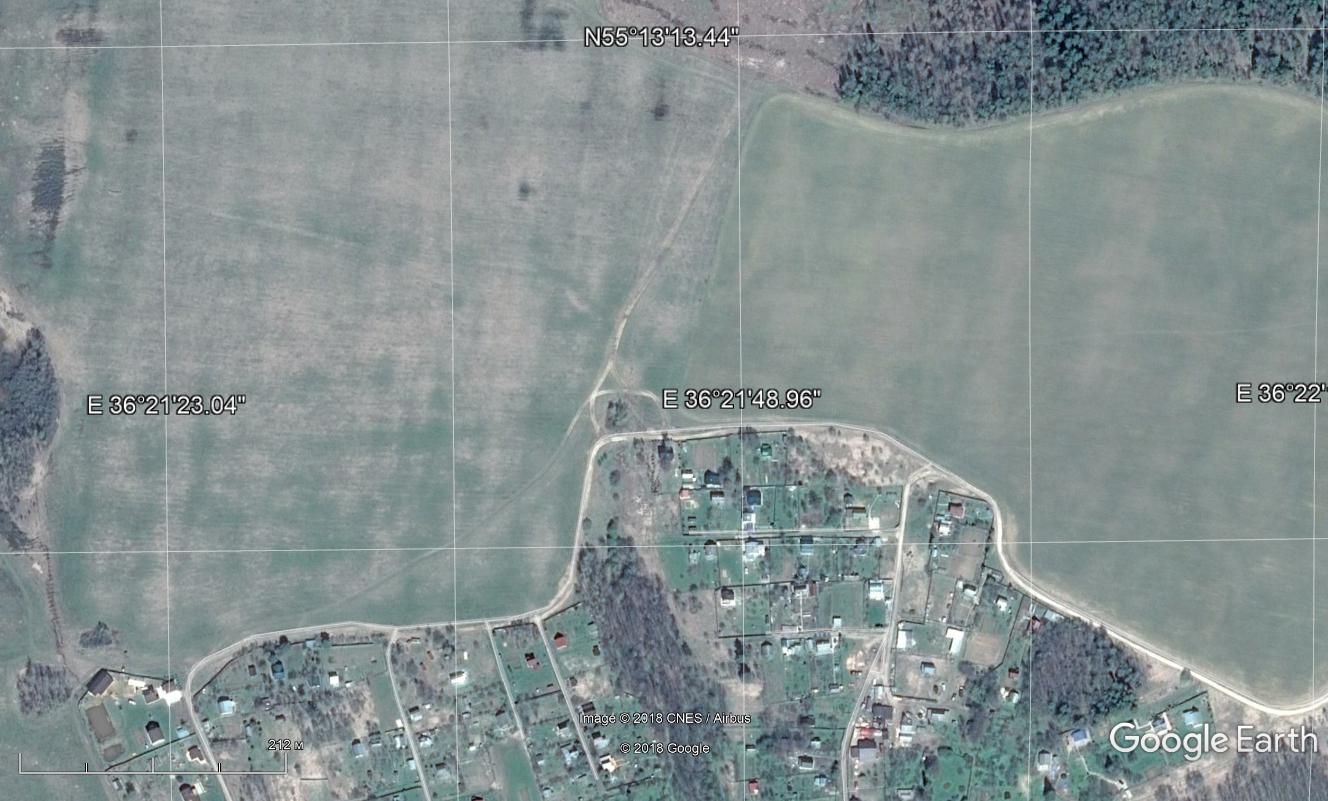 N55°13'13.44"
E 36°21'23.04"
E 36°21'48.96"
E 36°22'
212 м
Image © 2018 CNES / Airbus
© 2018 Google
Google Earth